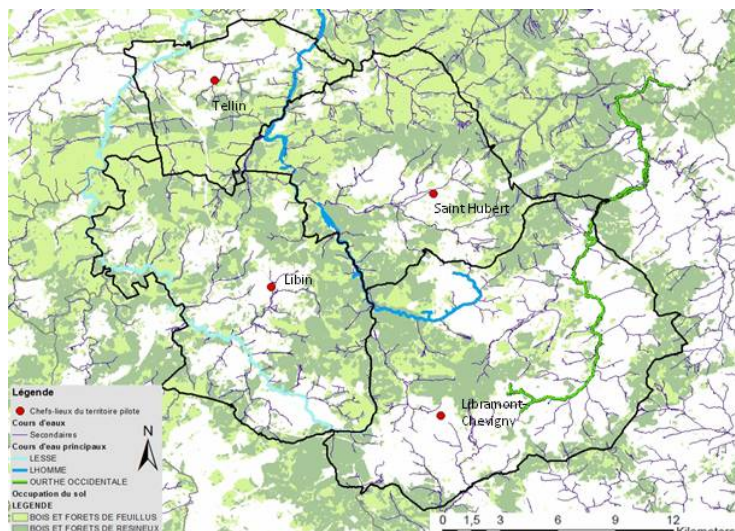 Tellin
Saint Hubert
Libin
Libramont-
Chevigny
Légende
Chefs-lieux du territoire pilote
Cours d'eaux
Secondaires
Cours d'eau principaux
LESSE
LHOMME
OURTHE OCCIDENTALE
Occupation du sol
LEGENDE
BOIS ET FORETS DE FEUILLUS
BOIS ET FORETS DE RESINEUX
N
0 1,5 3 6 9 12
Kilometers